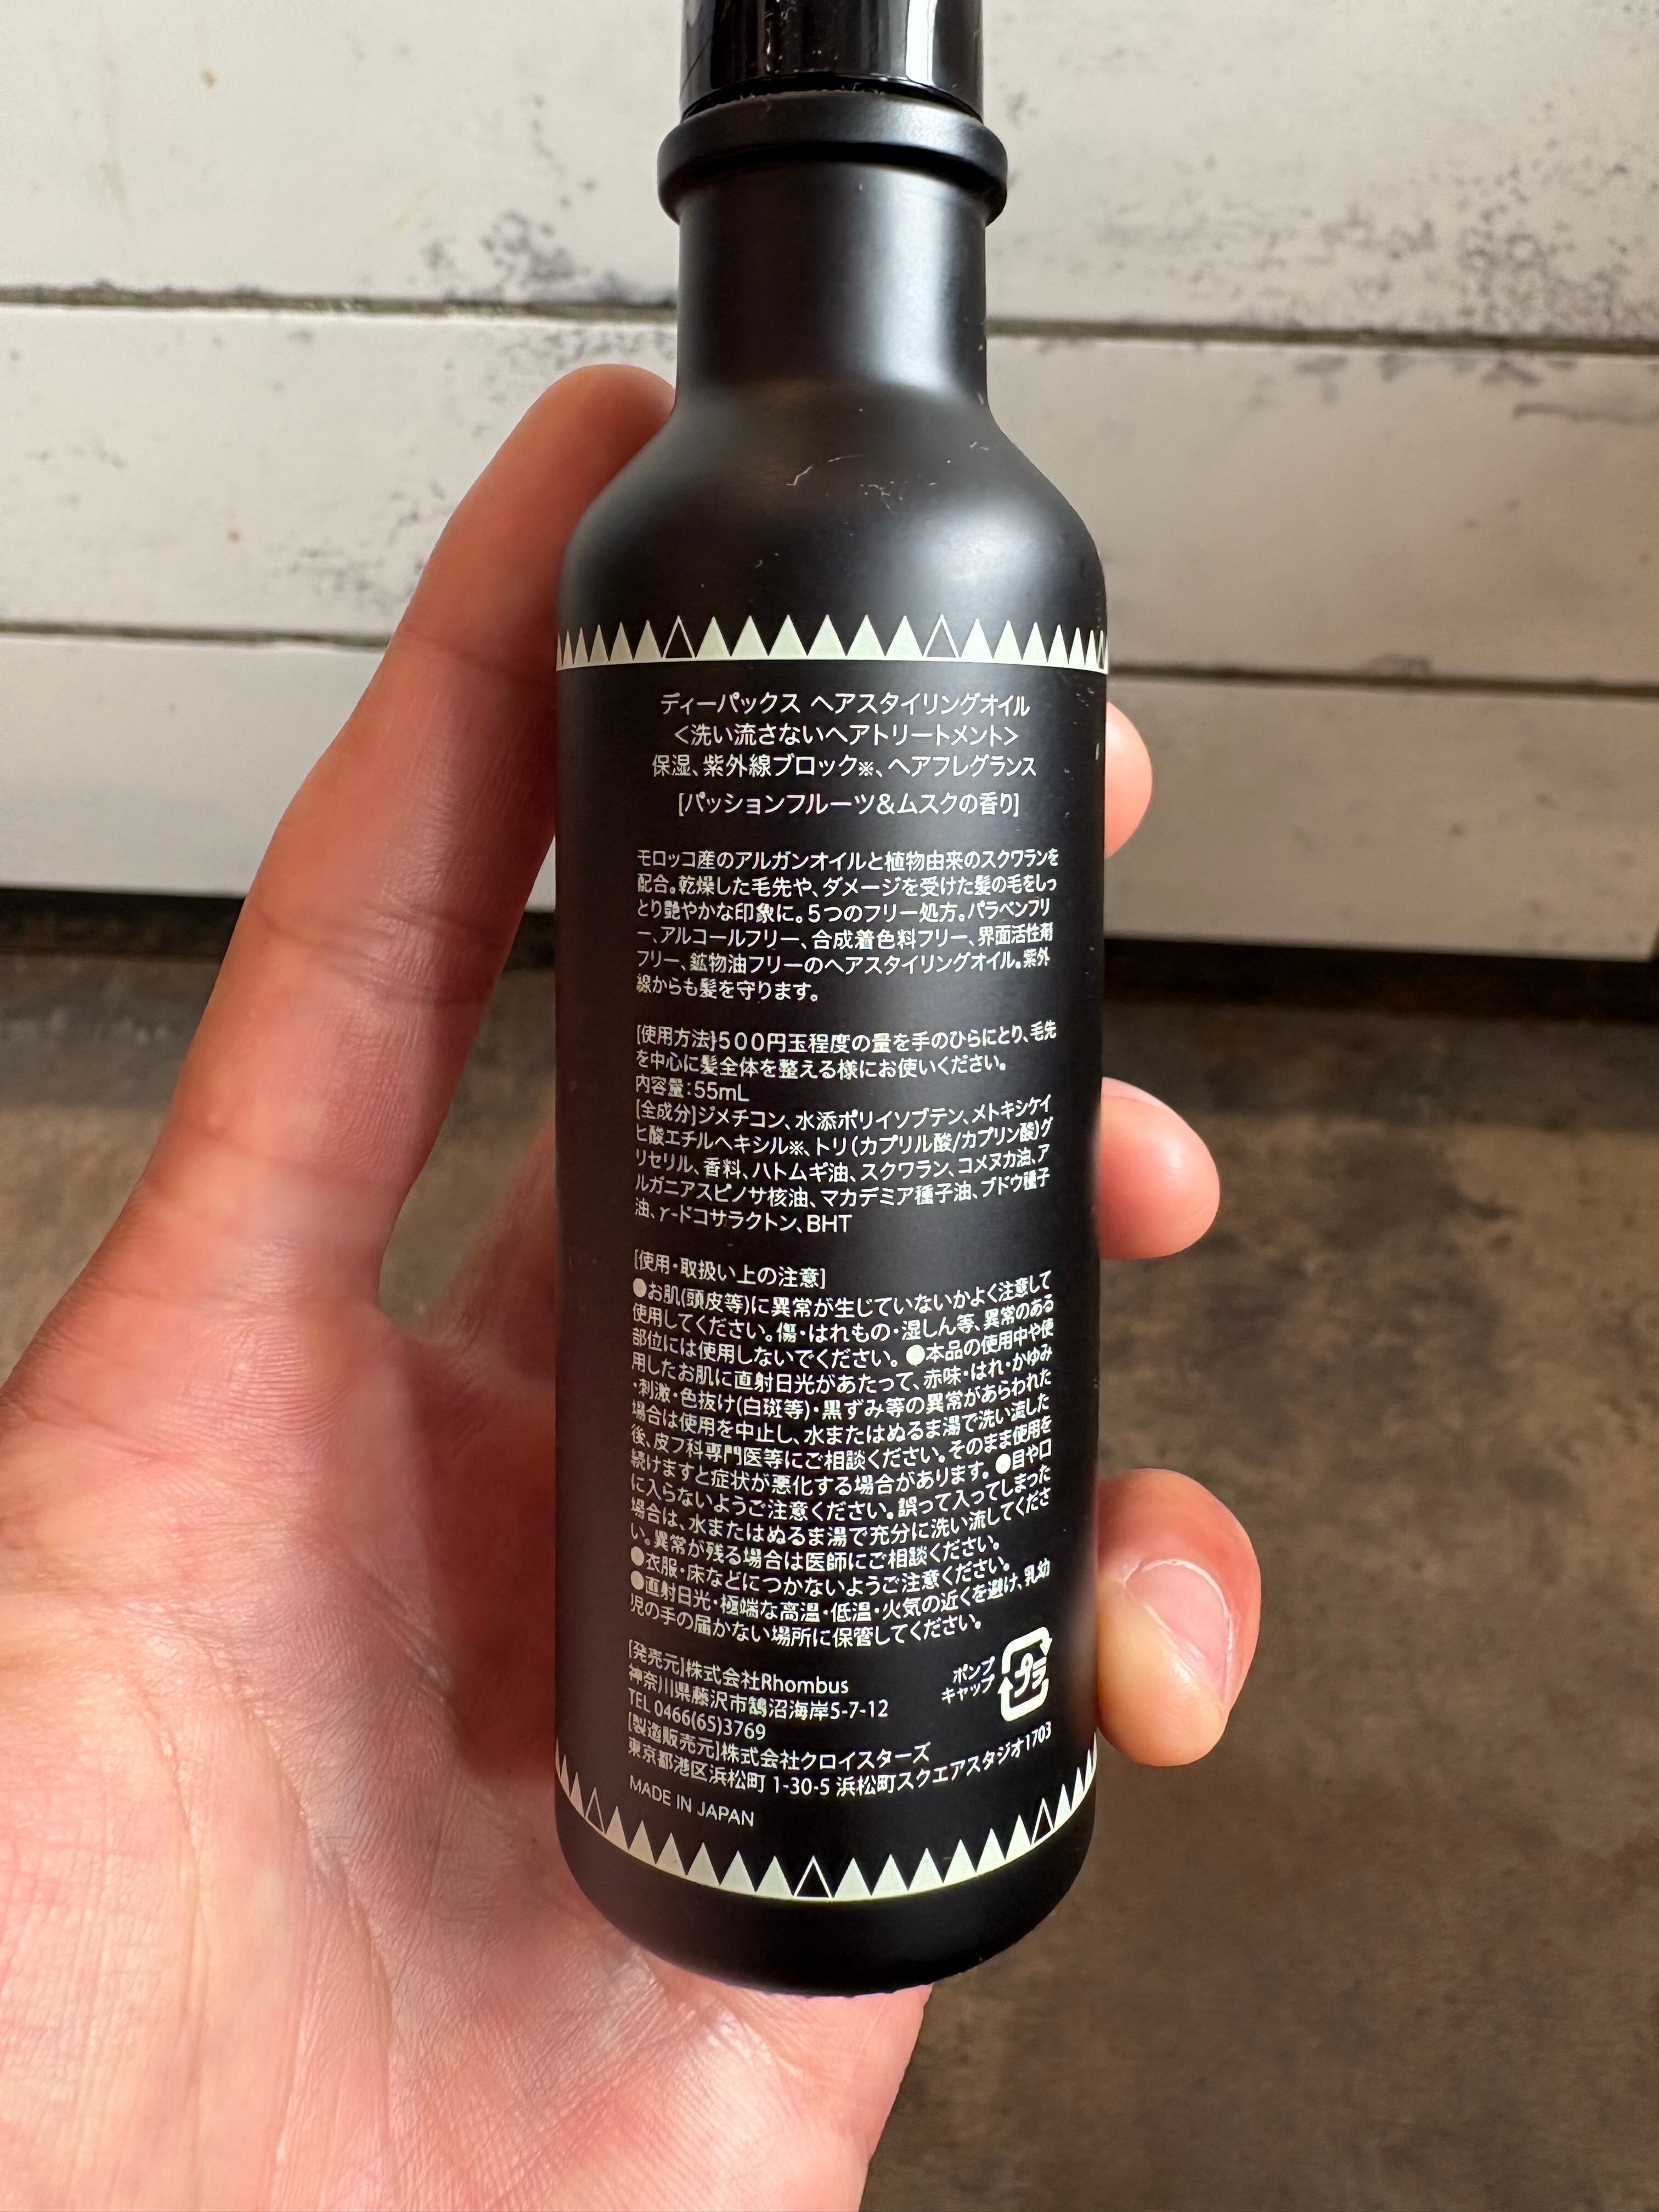 ディーパックス ヘアスタイリングオイル
<洗い流さないヘアトリートメント>
保湿、紫外線ブロック※、ヘアフレグランス
[パッションフルーツ&ムスクの香り]
モロッコ産のアルガンオイルと植物由来のスクワランを
配合。乾燥した毛先や、ダメージを受けた髪の毛をしっ
とり艶やかな印象に。5つのフリー処方。パラベンフリ
ー、アルコールフリー、合成着色料フリー、界面活性剤
フリー、鉱物油フリーのヘアスタイリングオイル。紫外
線からも髪を守ります。
[使用方法]500円玉程度の量を手のひらにとり、毛先
を中心に髪全体を整える様にお使いください。
内容量:55mL
[全成分]ジメチコン、水添ポリイソブテン、メトキシケイ
ヒ酸エチルヘキシル※、トリ(カプリル酸/カプリン酸)グ
リセリル、香料、ハトムギ油、スクワラン、コメヌカ油、ア
ルガニアスピノサ核油、マカデミア種子油、ブドウ種子
油、γ-ドコサラクトン、BHT
[使用・取扱い上の注意]
●お肌(頭皮等)に異常が生じていないかよく注意して
使用してください。傷・はれもの・湿しん等、異常のある
部位には使用しないでください。●本品の使用中や使
用したお肌に直射日光があたって、赤味・はれ・かゆみ
・刺激・色抜け(白斑等)・黒ずみ等の異常があらわれた
場合は使用を中止し、水またはぬるま湯で洗い流した
後、皮フ科専門医等にご相談ください。そのまま使用を
続けますと症状が悪化する場合があります。●目や口
に入らないようご注意ください。誤って入ってしまった
場合は、水またはぬるま湯で充分に洗い流してくださ
い。異常が残る場合は医師にご相談ください。
●衣服・床などにつかないようご注意ください。
●直射日光・極端な高温・低温・火気の近くを避け、乳幼
児の手の届かない場所に保管してください。
[発売元]株式会社Rhombus
神奈川県藤沢市鵠沼海岸5-7-12
TEL 0466(65)3769
[製造販売元]株式会社クロイスターズ
東京都港区浜松町 1-30-5 浜松町スクエアスタジオ1703
MADE IN JAPAN
ポンプ
キャップ
プラ